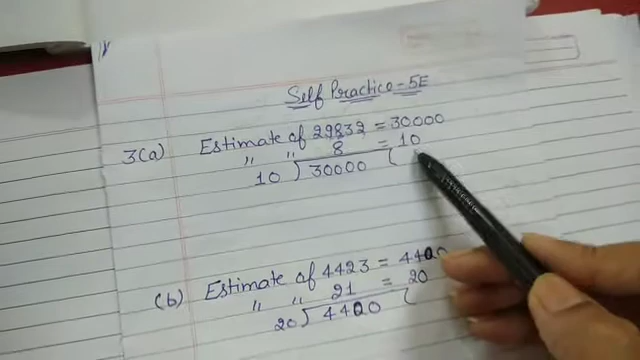 Self Practice - 5E
3(a) Estimate of 29832 = 30000
" " 8 = 10
10 ) 30000 (
(b) Estimate of 4423 = 4400
" " 21 = 20
20 ) 4400 (